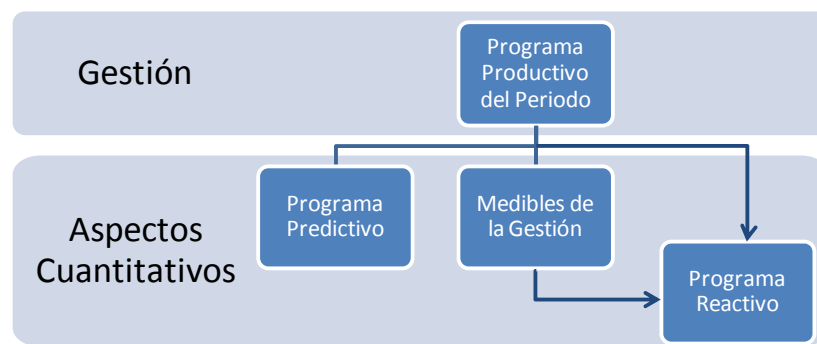 Gestión
Programa
Productivo
del Periodo
Aspectos
Cuantitativos
Programa
Predictivo
Medibles de
la Gestión
Programa
Reactivo